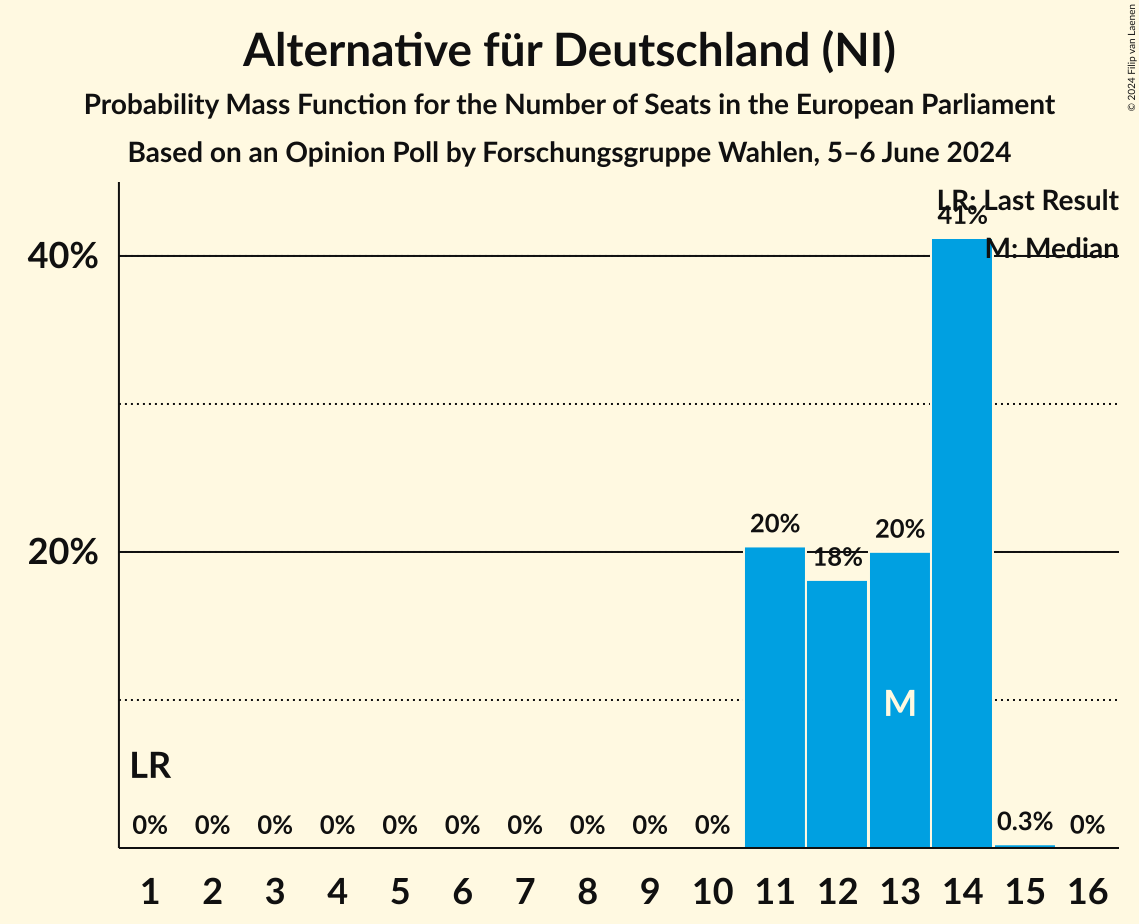 Alternative für Deutschland (NI)
Probability Mass Function for the Number of Seats in the European Parliament
Based on an Opinion Poll by Forschungsgruppe Wahlen, 5–6 June 2024
© 2024 Filip van Laenen
LR: Last Result
M: Median
40%
20%
41%
20%
18%
20%
M
LR
0% 0% 0% 0% 0% 0% 0% 0% 0% 0% 0.3% 0%
1 2 3 4 5 6 7 8 9 10 11 12 13 14 15 16